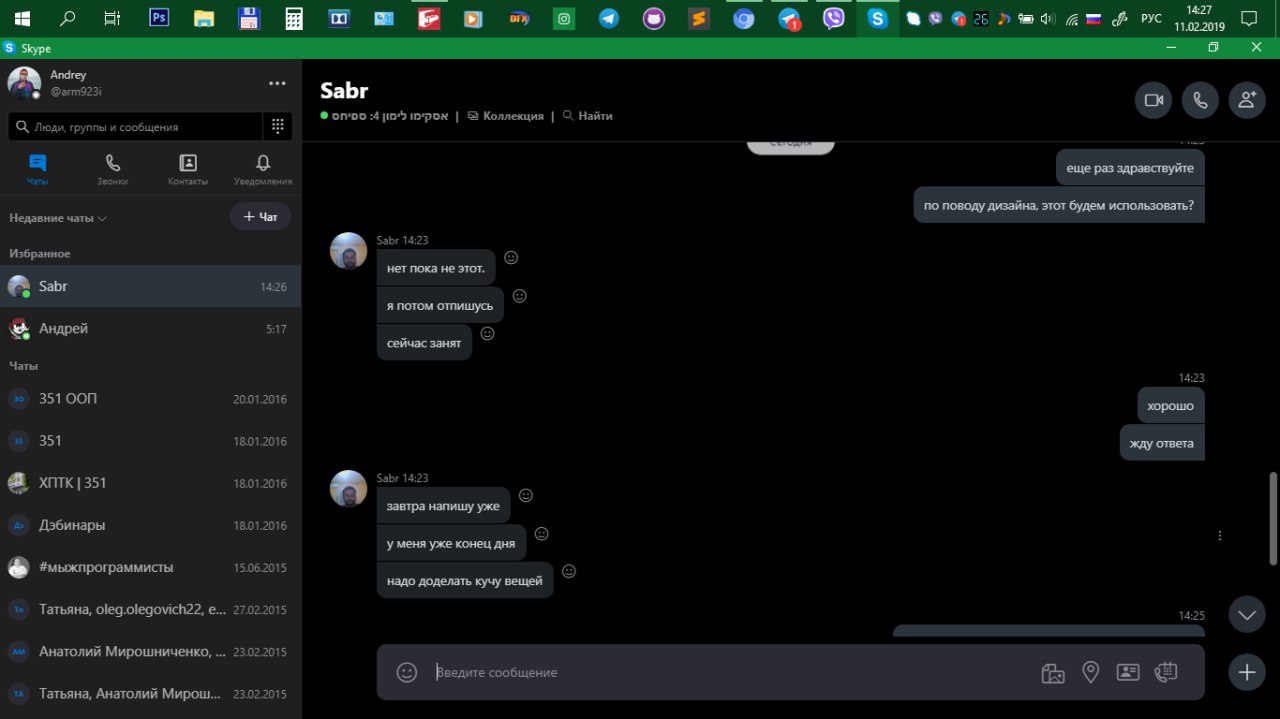 Ps
DFX
1
26
1
РУС
14:27
11.02.2019
Skype
Andrey
@arm923i
Люди, группы и сообщения
Чаты
Звонки
Контакты
Уведомления
Недавние чаты
+ Чат
Избранное
Sabr
14:26
Андрей
5:17
Чаты
ЗО
351 ООП
20.01.2016
35
351
18.01.2016
ХПТК | 351
18.01.2016
Дэ
Дэбинары
18.01.2016
#мыжпрограммисты
15.06.2015
To
Татьяна, oleg.olegovich22, е...
27.02.2015
АМ
Анатолий Мирошниченко, ...
23.02.2015
ТА
Татьяна, Анатолий Мирош...
23.02.2015
Sabr
אסקימו לימון 4: ספיחס | Коллекция | Найти
Сегодня
14:23
еще раз здравствуйте
по поводу дизайна, этот будем использовать?
Sabr 14:23
нет пока не этот.
я потом отпишусь
сейчас занят
14:23
хорошо
жду ответа
Sabr 14:23
завтра напишу уже
у меня уже конец дня
надо доделать кучу вещей
14:25
Введите сообщение